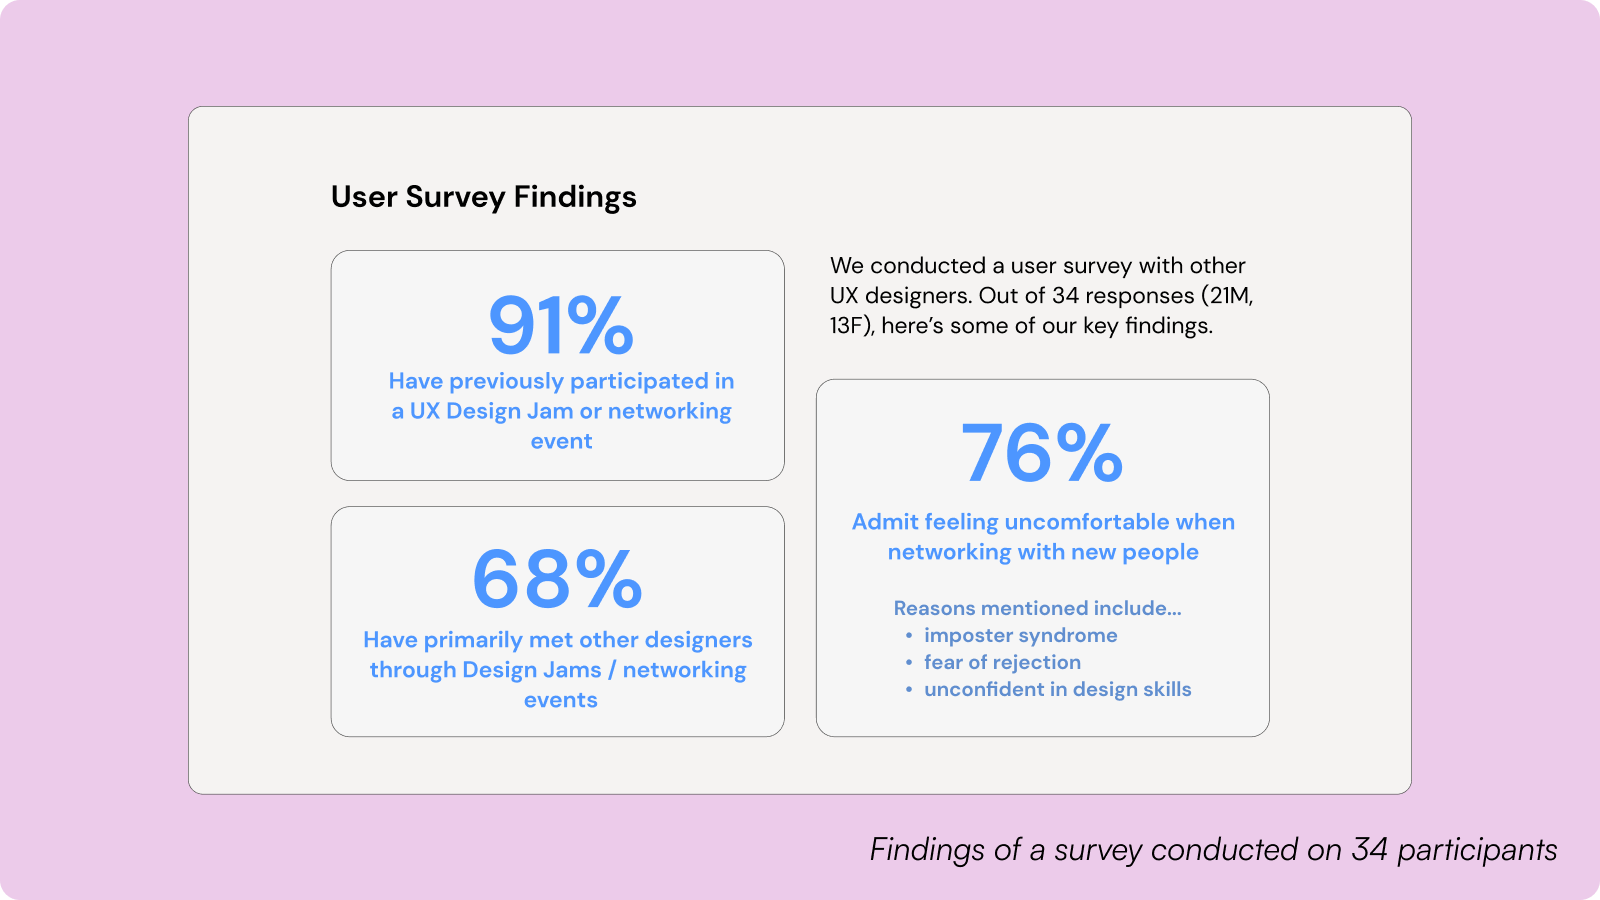 User Survey Findings
91%
Have previously participated in
a UX Design Jam or networking
event
68%
Have primarily met other designers
through Design Jams / networking
events
We conducted a user survey with other
UX designers. Out of 34 responses (21M,
13F), here's some of our key findings.
76%
Admit feeling uncomfortable when
networking with new people
Reasons mentioned include...
• imposter syndrome
• fear of rejection
• unconfident in design skills
Findings of a survey conducted on 34 participants